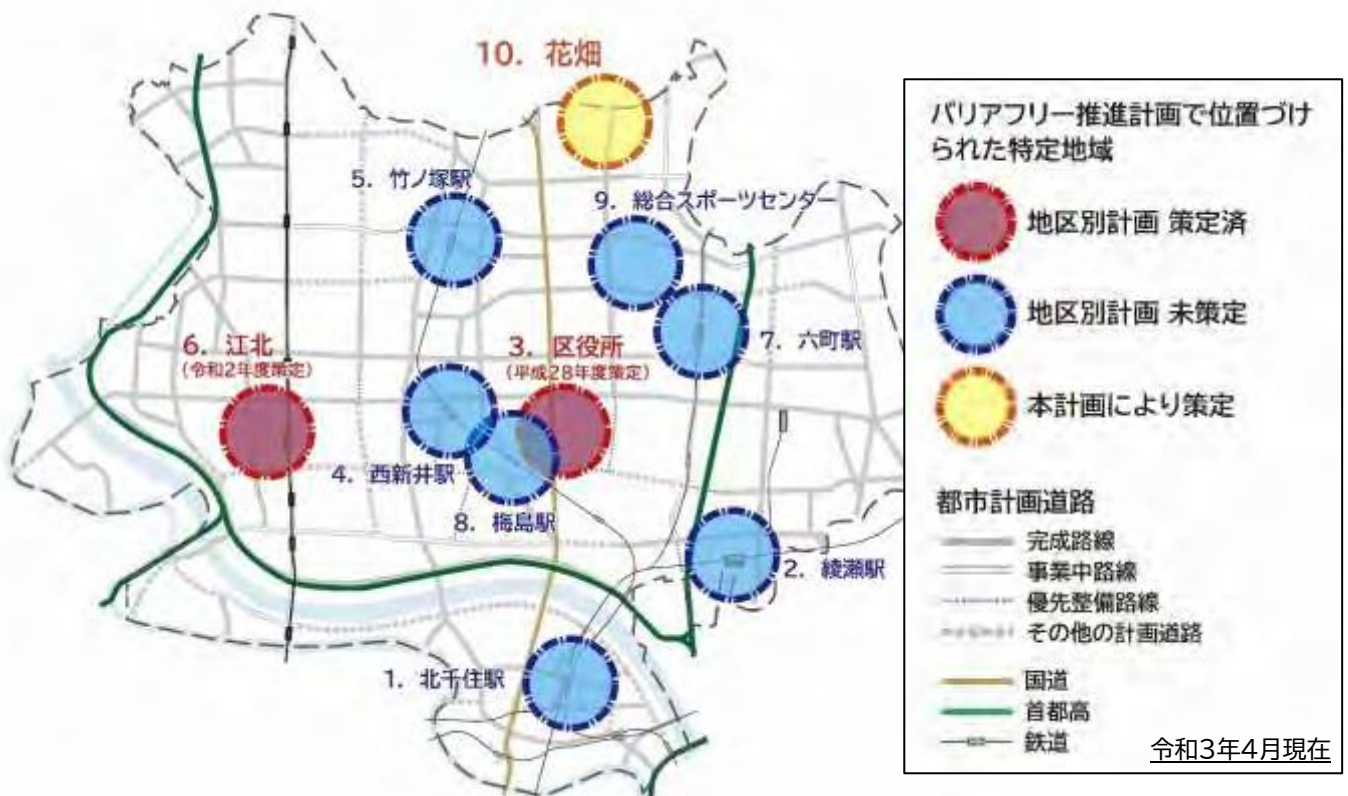 10. 花畑
5. 竹ノ塚駅
9. 総合スポーツセンター
7. 六町駅
6. 江北
(令和2年度策定)
3. 区役所
(平成28年度策定)
4. 西新井駅
8. 梅島駅
2. 綾瀬駅
1. 北千住駅
バリアフリー推進計画で位置づけ
られた特定地域
地区別計画 策定済
地区別計画 未策定
本計画により策定
都市計画道路
完成路線
事業中路線
優先整備路線
その他の計画道路
国道
首都高
鉄道
令和3年4月現在